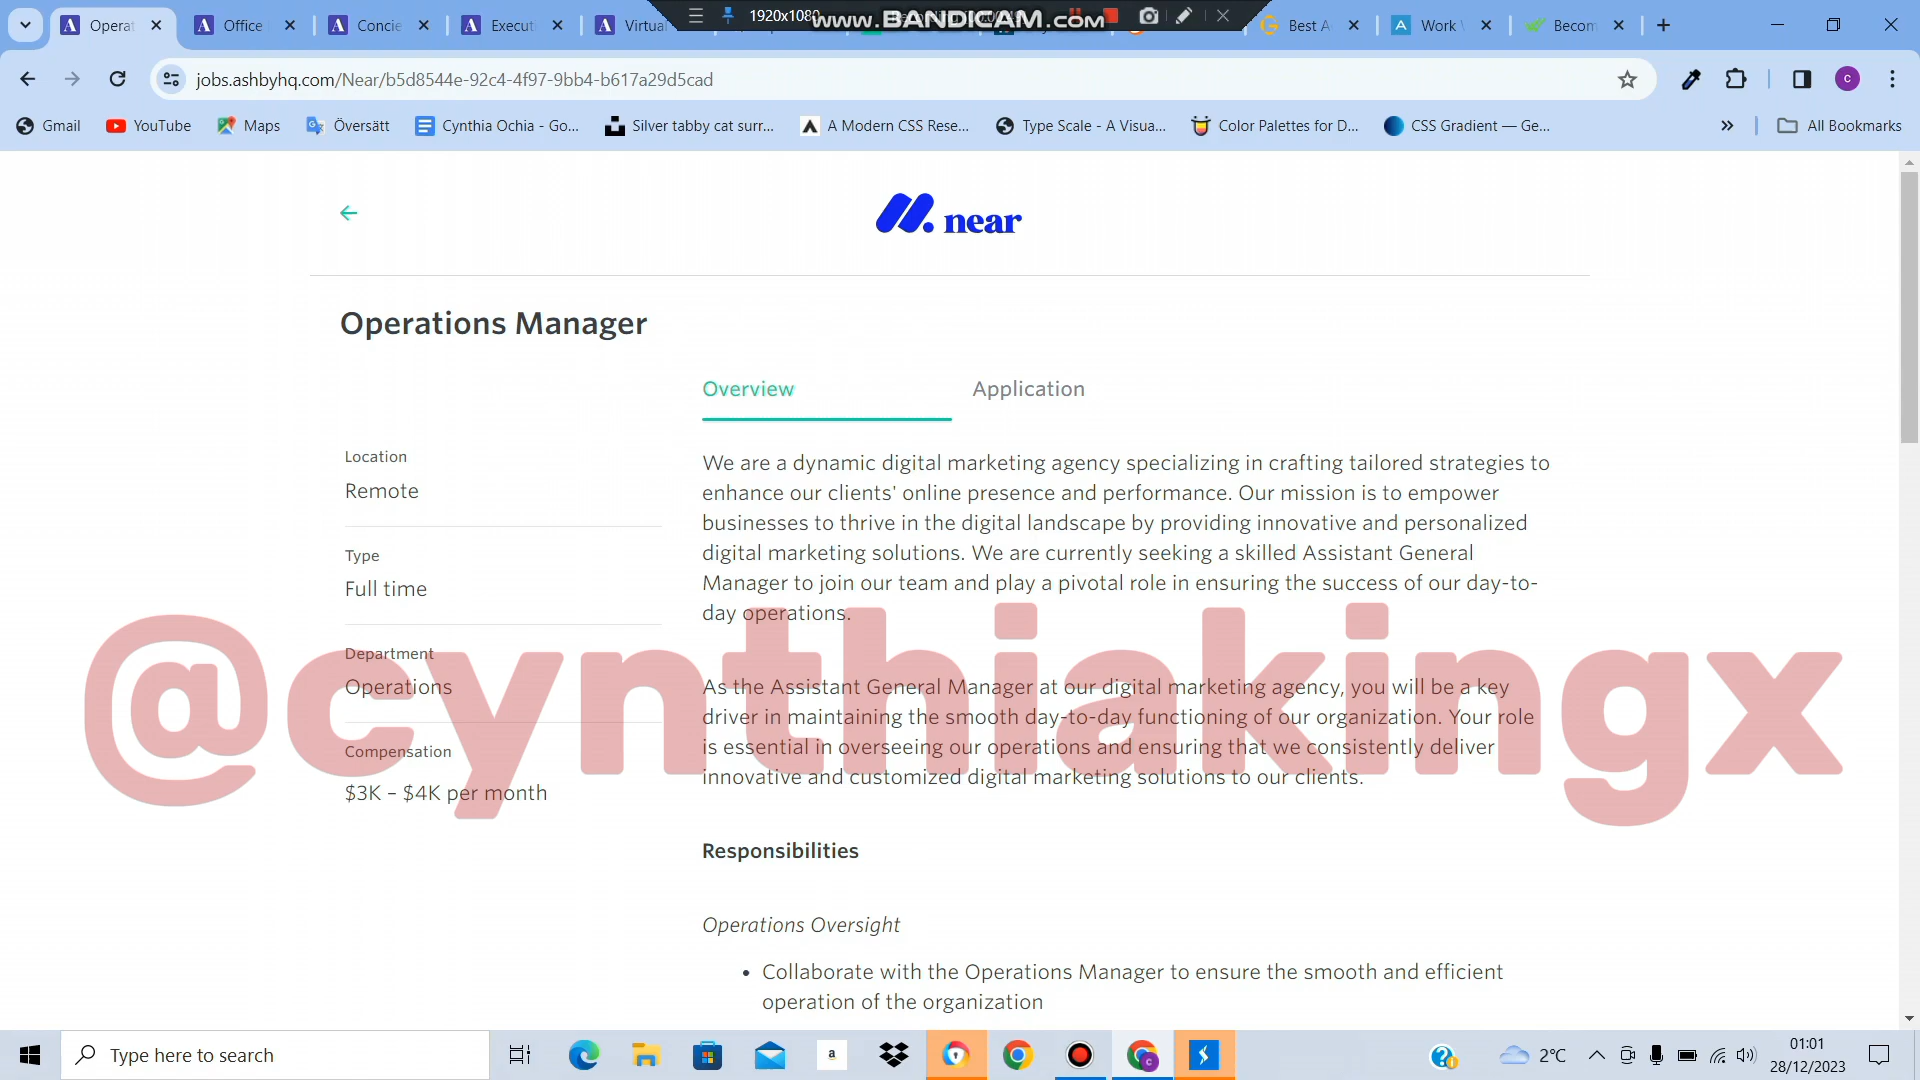 Operat
Office
Concie
Execut
Virtual
1920x1080
www.BANDICAM.com
Best A
Work
Becom
jobs.ashbyhq.com/Near/b5d8544e-92c4-4f97-9bb4-b617a29d5cad
Gmail
YouTube
Maps
Översätt
Cynthia Ochia - Go...
Silver tabby cat surr...
A Modern CSS Rese...
Type Scale - A Visua...
Color Palettes for D...
CSS Gradient — Ge...
All Bookmarks
near
Operations Manager
Overview
Application
Location
Remote
Type
Full time
Department
Operations
Compensation
$3K – $4K per month
We are a dynamic digital marketing agency specializing in crafting tailored strategies to
enhance our clients' online presence and performance. Our mission is to empower
businesses to thrive in the digital landscape by providing innovative and personalized
digital marketing solutions. We are currently seeking a skilled Assistant General
Manager to join our team and play a pivotal role in ensuring the success of our day-to-
day operations.
@cynthiakingx
As the Assistant General Manager at our digital marketing agency, you will be a key
driver in maintaining the smooth day-to-day functioning of our organization. Your role
is essential in overseeing our operations and ensuring that we consistently deliver
innovative and customized digital marketing solutions to our clients.
Responsibilities
Operations Oversight
• Collaborate with the Operations Manager to ensure the smooth and efficient
operation of the organization
Type here to search
2°C
01:01
28/12/2023